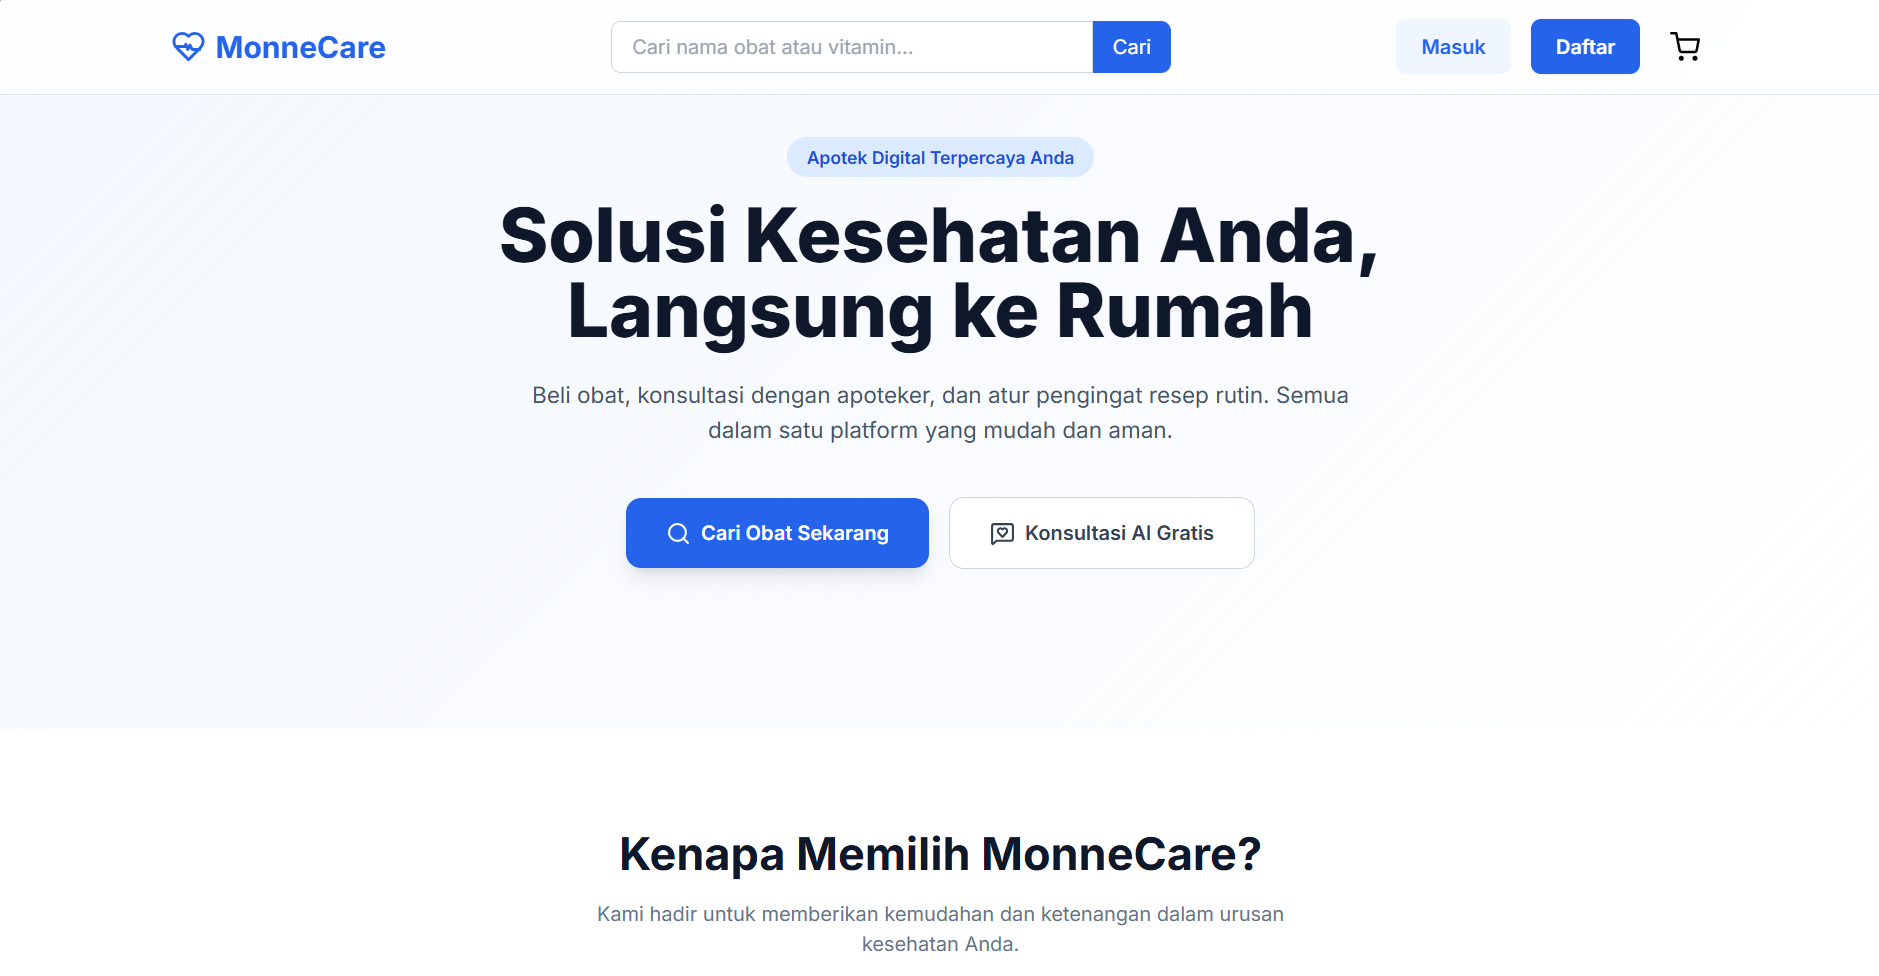 MonneCare
Cari nama obat atau vitamin...
Cari
Masuk
Daftar
Apotek Digital Terpercaya Anda
Solusi Kesehatan Anda,
Langsung ke Rumah
Beli obat, konsultasi dengan apoteker, dan atur pengingat resep rutin. Semua
dalam satu platform yang mudah dan aman.
Cari Obat Sekarang
Konsultasi AI Gratis
Kenapa Memilih MonneCare?
Kami hadir untuk memberikan kemudahan dan ketenangan dalam urusan
kesehatan Anda.